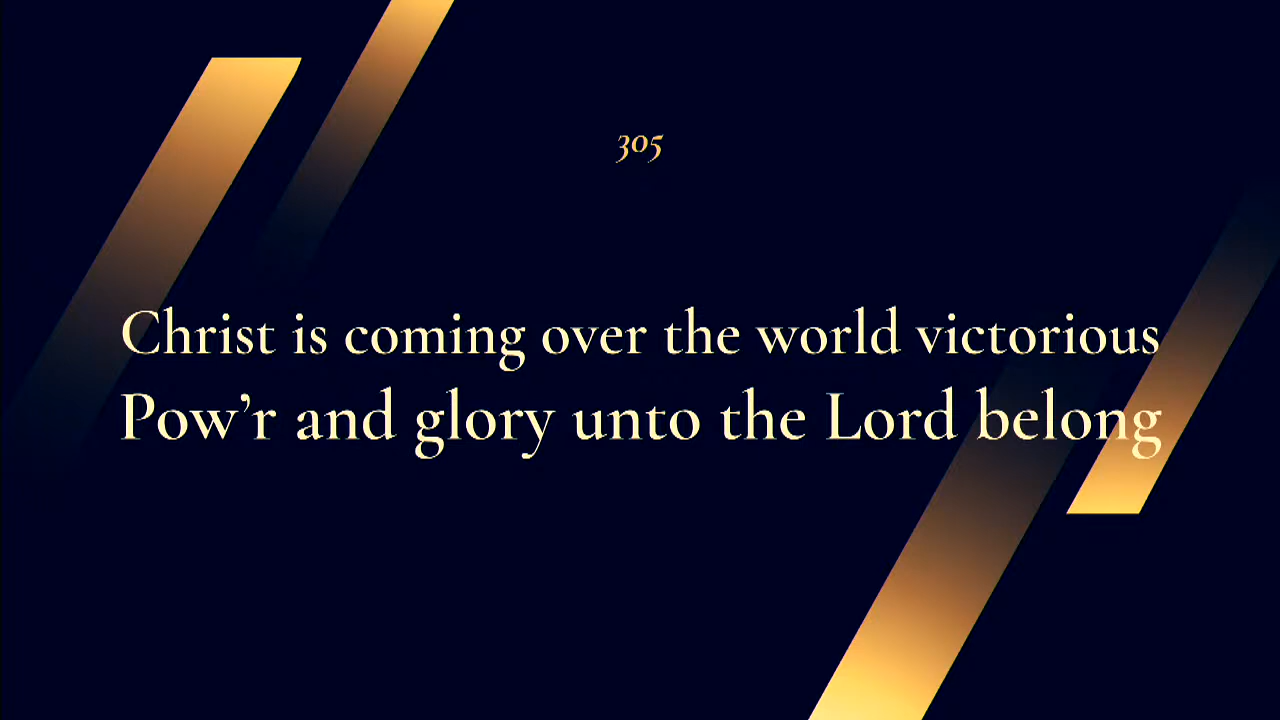 305
Christ is coming over the world victorious
Pow’r and glory unto the Lord belong